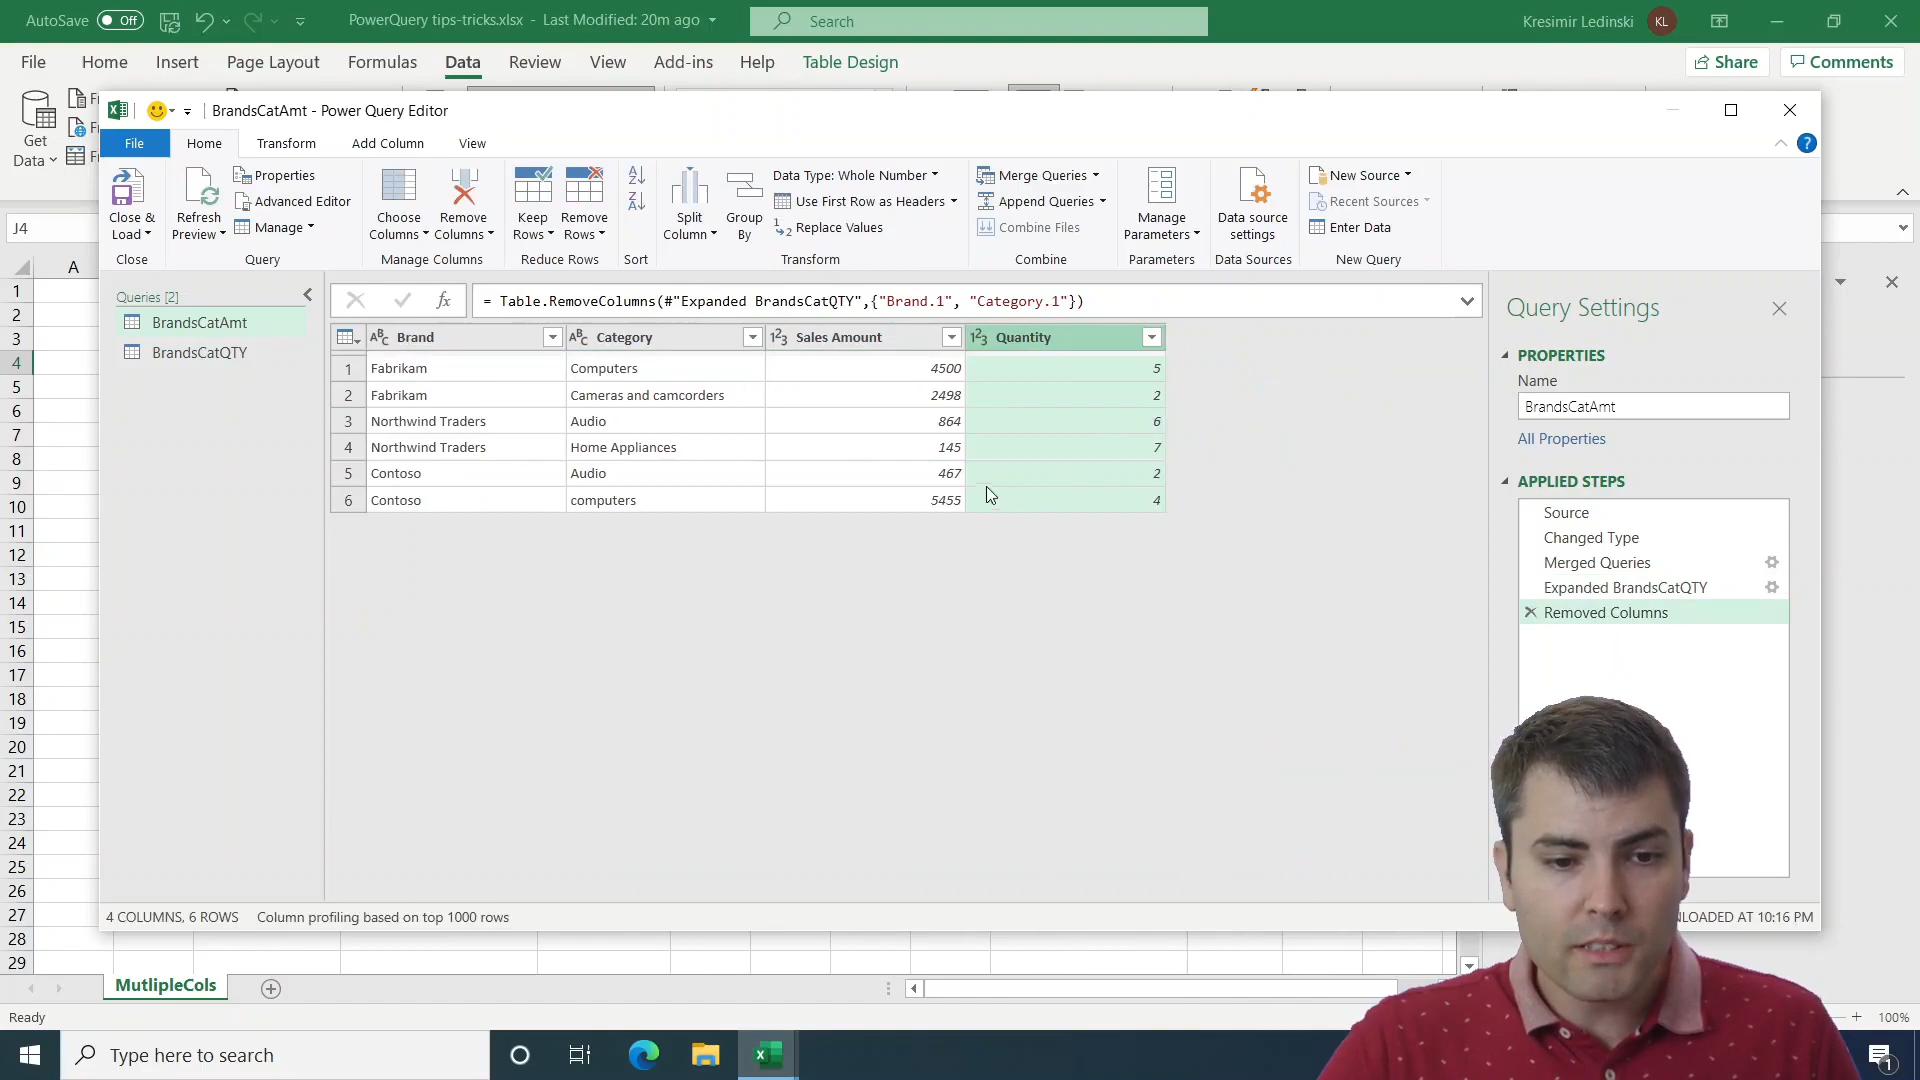 AutoSave Off PowerQuery tips-tricks.xlsx - Last Modified: 20m ago Search Kresimir Ledinski KL
File Home Insert Page Layout Formulas Data Review View Add-ins Help Table Design Share Comments
Get
Data
BrandsCatAmt - Power Query Editor
File Home Transform Add Column View
Close &
Load
Close
Refresh
Preview
Properties
Advanced Editor
Manage
Query
Choose
Columns
Remove
Columns
Manage Columns
Keep
Rows
Remove
Rows
Reduce Rows
Sort
Split
Column
Group
By
Data Type: Whole Number
Use First Row as Headers
Replace Values
Transform
Merge Queries
Append Queries
Combine Files
Combine
Manage
Parameters
Parameters
Data source
settings
Data Sources
New Source
Recent Sources
Enter Data
New Query
J4
A
1
2
3
4
5
6
7
8
9
10
11
12
13
14
15
16
17
18
19
20
21
22
23
24
25
26
27
28
29
Queries [2]
BrandsCatAmt
BrandsCatQTY
fx = Table.RemoveColumns(#"Expanded BrandsCatQTY",{"Brand.1", "Category.1"})
Brand Category Sales Amount Quantity
1 Fabrikam Computers 4500 5
2 Fabrikam Cameras and camcorders 2498 2
3 Northwind Traders Audio 864 6
4 Northwind Traders Home Appliances 145 7
5 Contoso Audio 467 2
6 Contoso computers 5455 4
Query Settings
PROPERTIES
Name
BrandsCatAmt
All Properties
APPLIED STEPS
Source
Changed Type
Merged Queries
Expanded BrandsCatQTY
Removed Columns
4 COLUMNS, 6 ROWS Column profiling based on top 1000 rows
AT 10:16 PM
MutlipleCols
Ready 100%
Type here to search
1